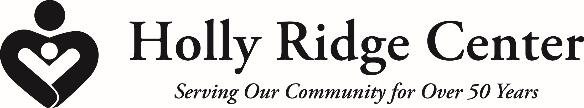 Holly Ridge Center
Serving Our Community for Over 50 Years